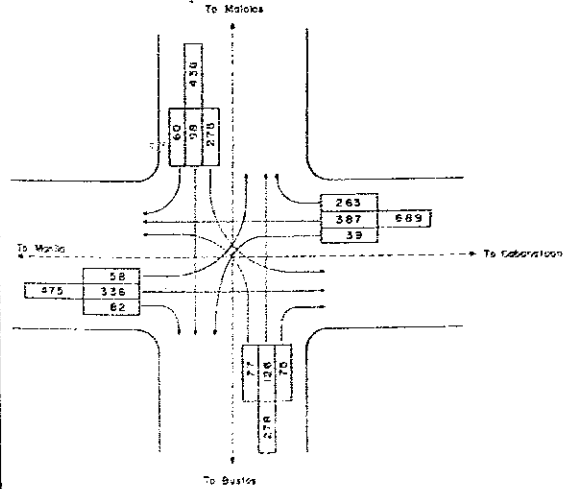 To Malolos
436
60 98 278
263
387 689
39
To Manila
To Cabanatuan
58
475 336
82
77 126 75
278
To Bustos